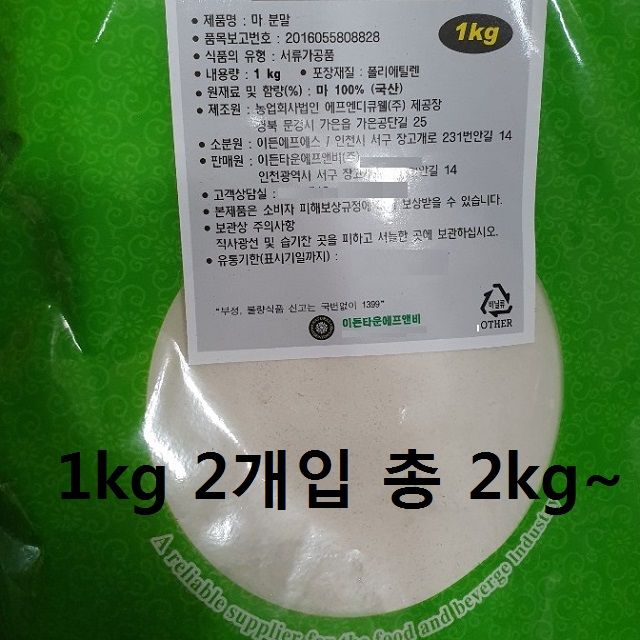 • 제품명 : 마 분말
1kg
• 품목보고번호 : 2016055808828
• 식품의 유형 : 서류가공품
• 내용량 : 1 kg • 포장재질 : 폴리에틸렌
• 원재료 및 함량(%) : 마 100% (국산)
• 제조원 : 농업회사법인 에프엔디큐웰(주) 제공장
경북 문경시 가은읍 가은공단길 25
• 소분원 : 이든에프에스 / 인천시 서구 장고개로 231번안길 14
• 판매원 : 이든타운에프앤비(주)
인천광역시 서구 장고 안길 14
• 고객상담실 :
• 본제품은 소비자 피해보상규정에 보상받을 수 있습니다.
• 보관상 주의사항
직사광선 및 습기찬 곳을 피하고 서늘한 곳에 보관하십시오.
• 유통기한(표시기일까지) :
"부정, 불량식품 신고는 국번없이 1399"
이든타운에프앤비
비닐류
OTHER
1kg 2개입 총 2kg~
A reliable supplier for the food and beverge Indus